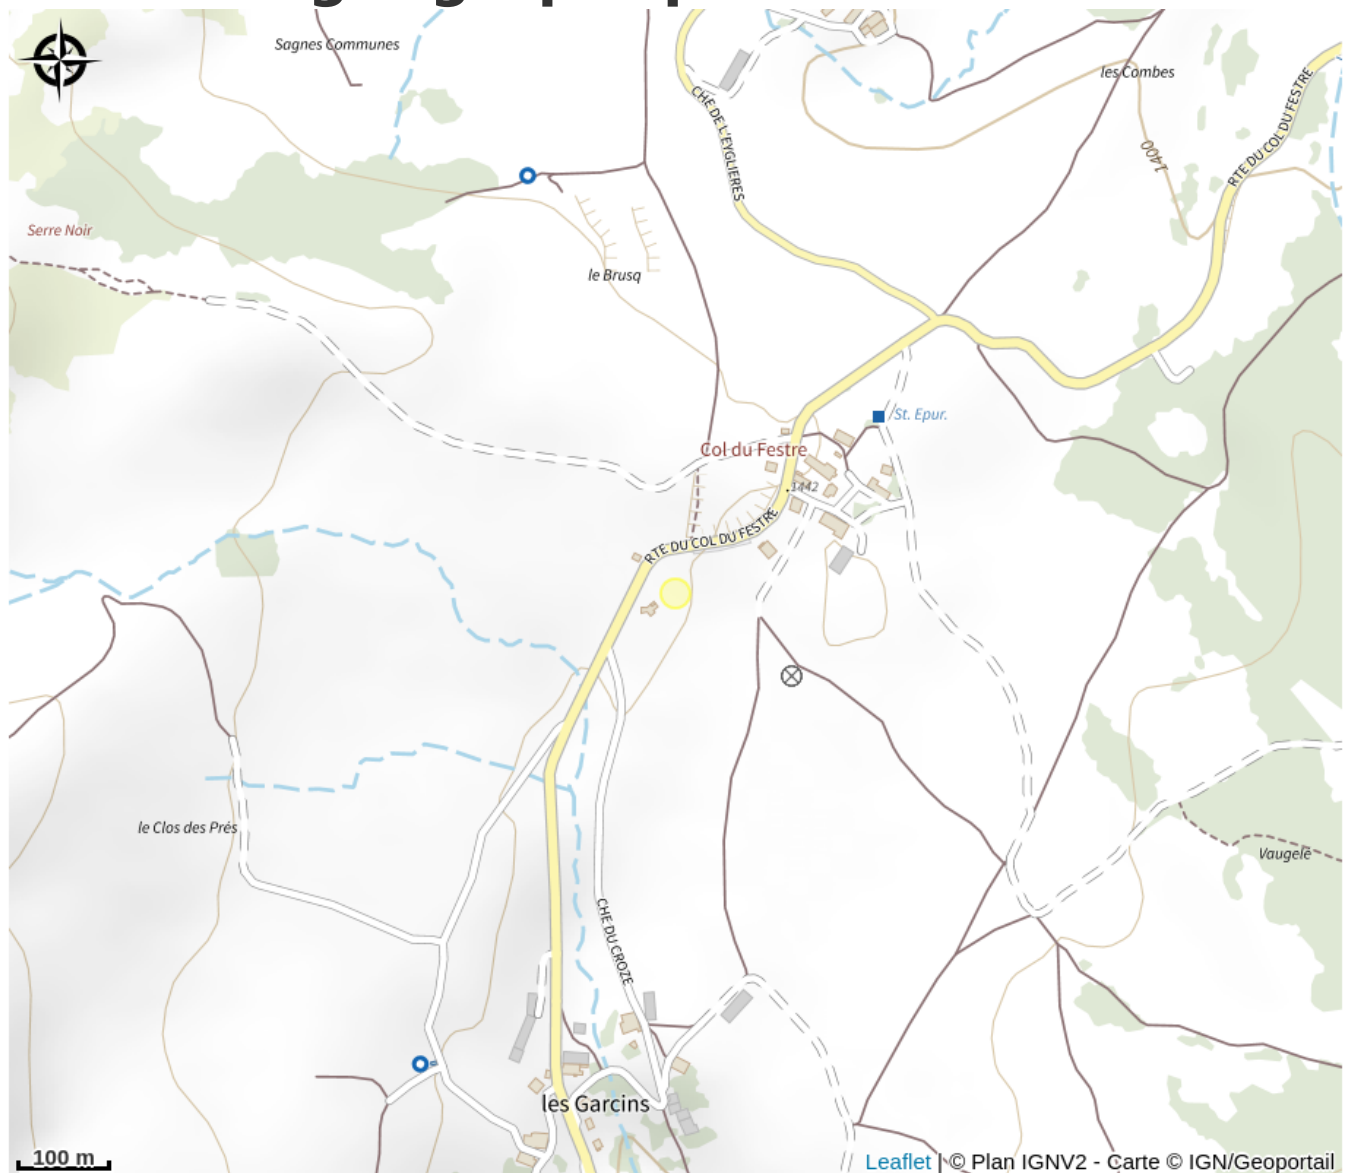 Sagnes Communes
les Combes
CHE DE L'EYGLIERES
RTE DU COL DU FESTRE
1400
Serre Noir
le Brusq
St. Epur.
Col du Festre
1442
RTE DU COL DU FESTRE
le Clos des Prés
Vaugelé
CHE DU CROZE
les Garcins
100 m
Leaflet | © Plan IGNV2 - Carte © IGN/Geoportail